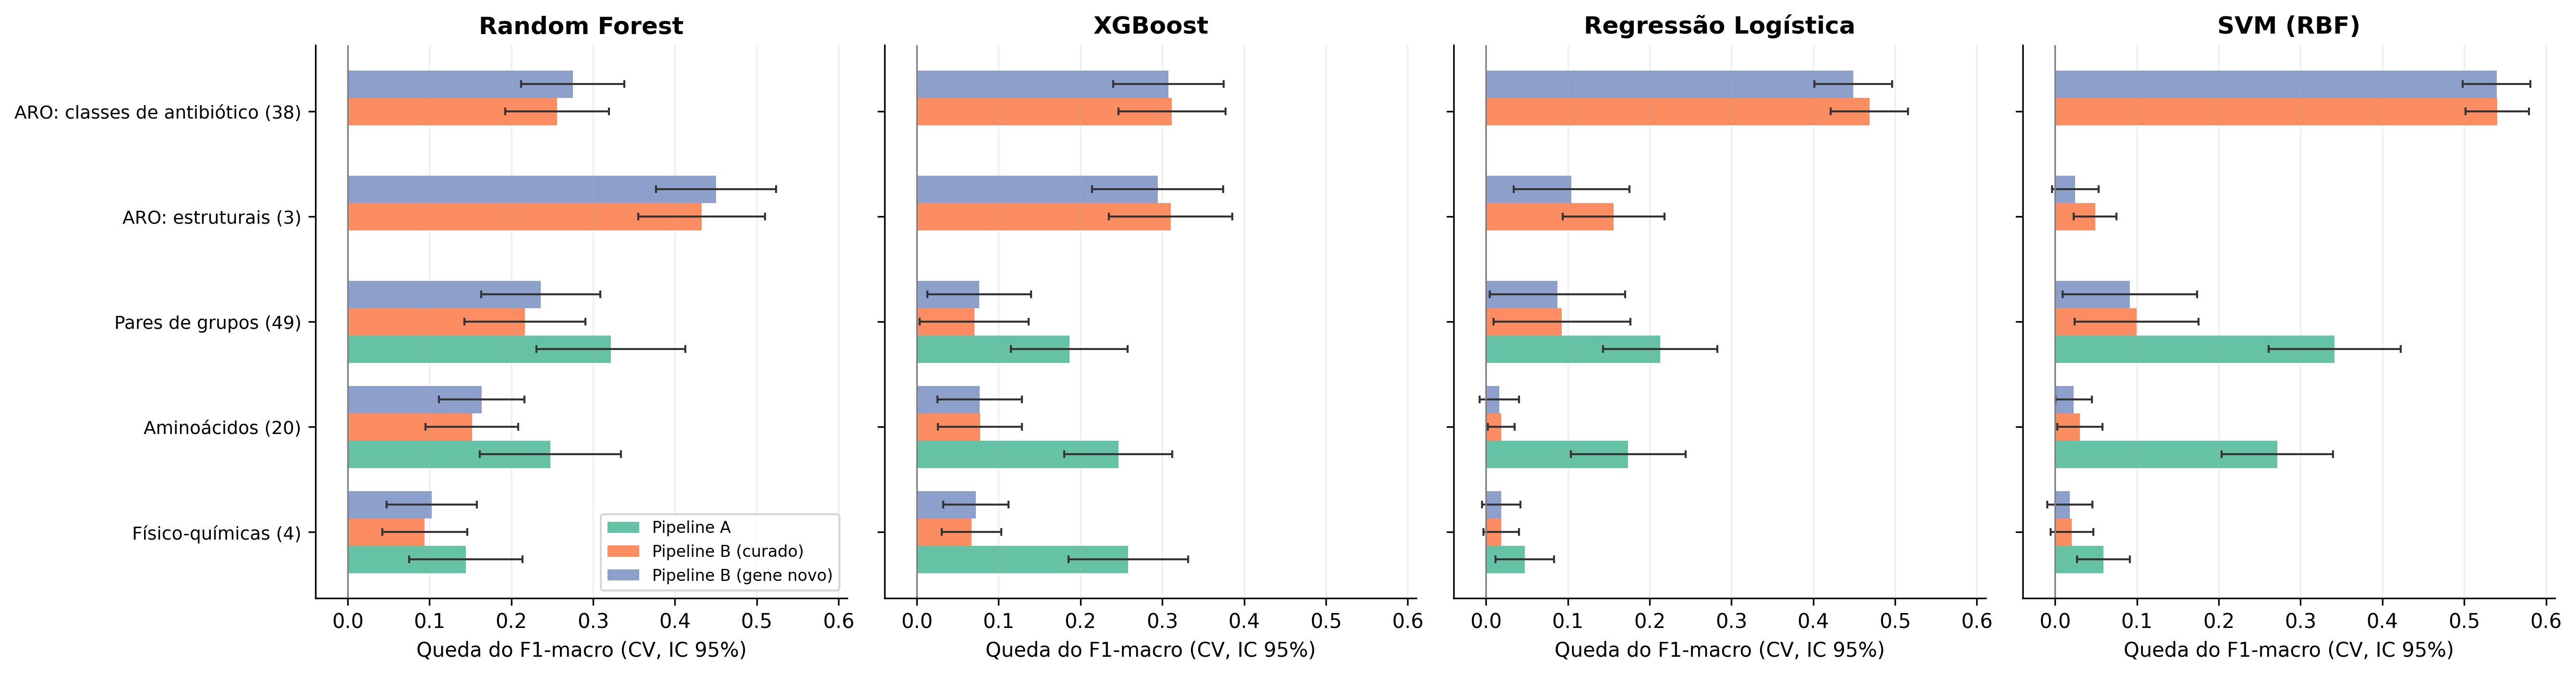 Random Forest
XGBoost
Regressão Logística
SVM (RBF)
ARO: classes de antibiótico (38)
ARO: estruturais (3)
Pares de grupos (49)
Aminoácidos (20)
Físico-químicas (4)
Pipeline A
Pipeline B (curado)
Pipeline B (gene novo)
0.0 0.1 0.2 0.3 0.4 0.5 0.6
0.0 0.1 0.2 0.3 0.4 0.5 0.6
0.0 0.1 0.2 0.3 0.4 0.5 0.6
0.0 0.1 0.2 0.3 0.4 0.5 0.6
Queda do F1-macro (CV, IC 95%)
Queda do F1-macro (CV, IC 95%)
Queda do F1-macro (CV, IC 95%)
Queda do F1-macro (CV, IC 95%)